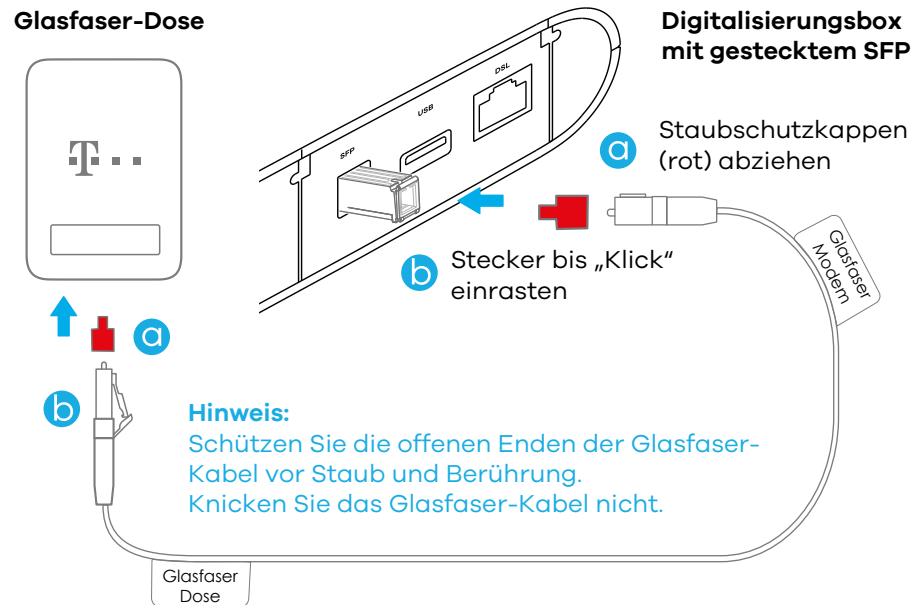 Glasfaser-Dose
Digitalisierungsbox
mit gestecktem SFP
T
DSL
USB
SFP
a
Staubschutzkappen
(rot) abziehen
b
Stecker bis „Klick“
einrasten
Glasfaser
Modem
a
b
Hinweis:
Schützen Sie die offenen Enden der Glasfaser-
Kabel vor Staub und Berührung.
Knicken Sie das Glasfaser-Kabel nicht.
Glasfaser
Dose